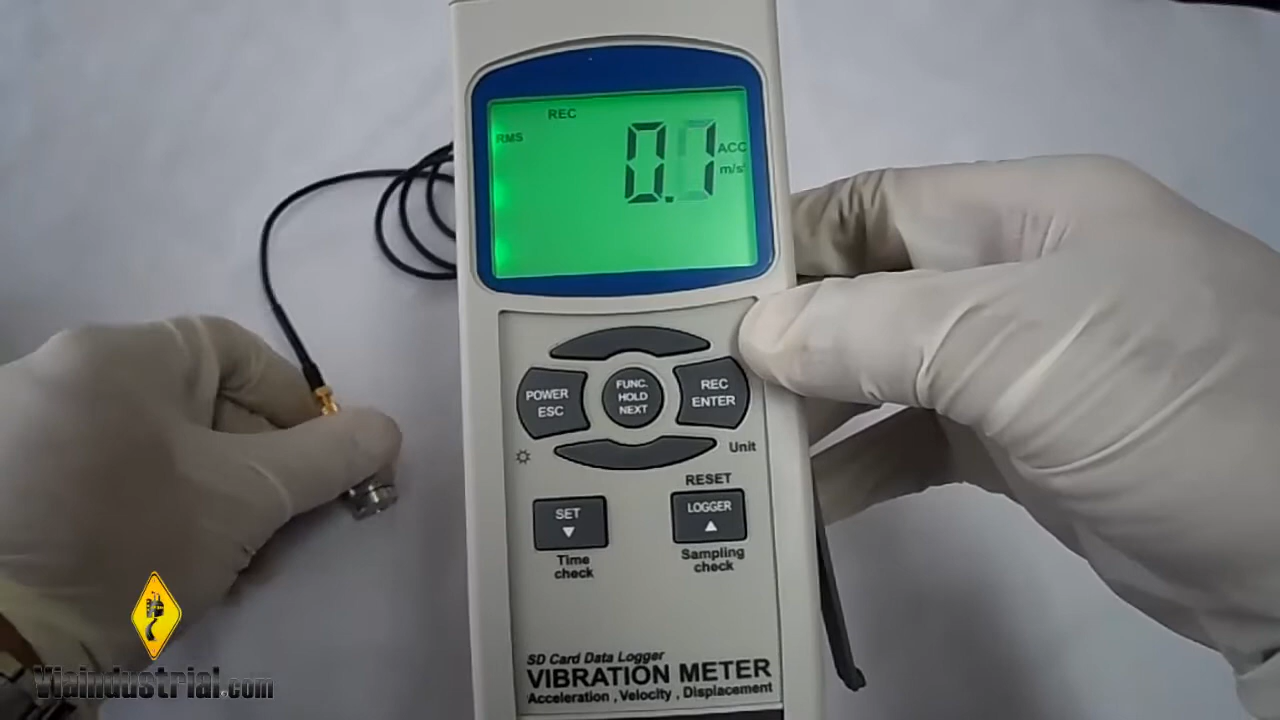 REC
RMS
0.1
ACC
m/s²
POWER
ESC
FUNC.
HOLD
NEXT
REC
ENTER
Unit
RESET
SET
LOGGER
Time
check
Sampling
check
SD Card Data Logger
VIBRATION METER
Acceleration, Velocity, Displacement
Viaindustrial.com